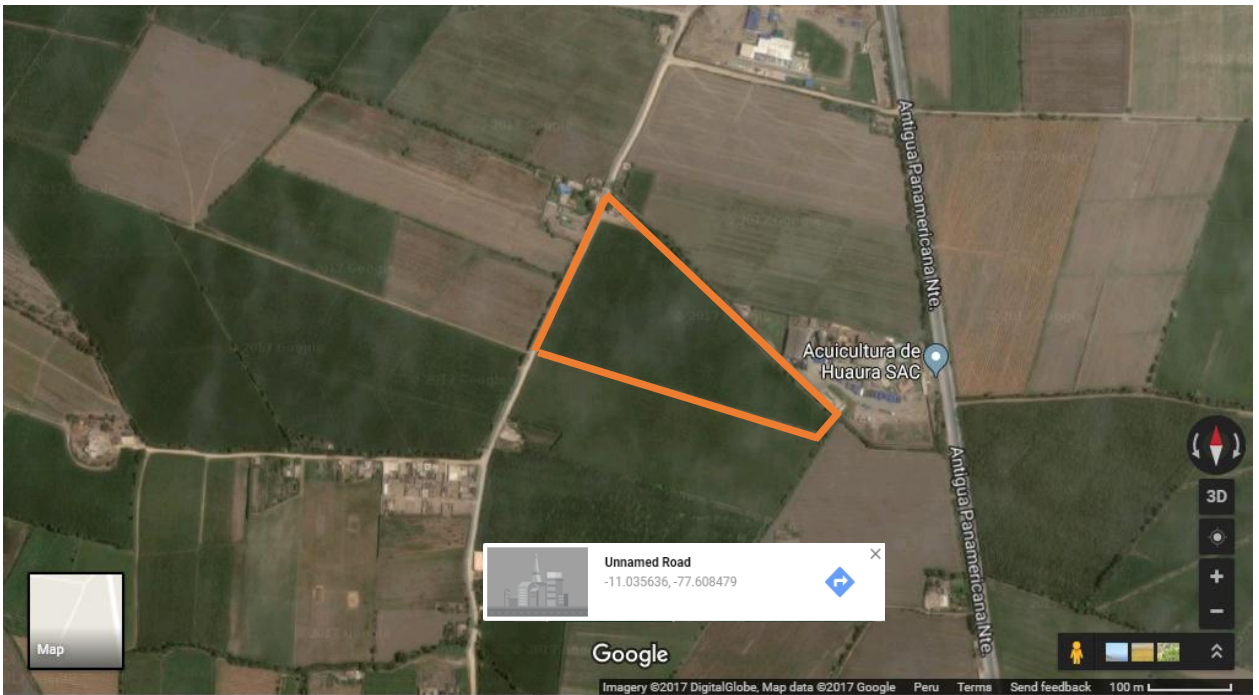 Antigua Panamericana Nte.
Acuicultura de
Huaura SAC
Antigua Panamericana Nte.
3D
Unnamed Road
-11.035636, -77.608479
Map
Google
Imagery ©2017 DigitalGlobe, Map data ©2017 Google Peru Terms Send feedback 100 m